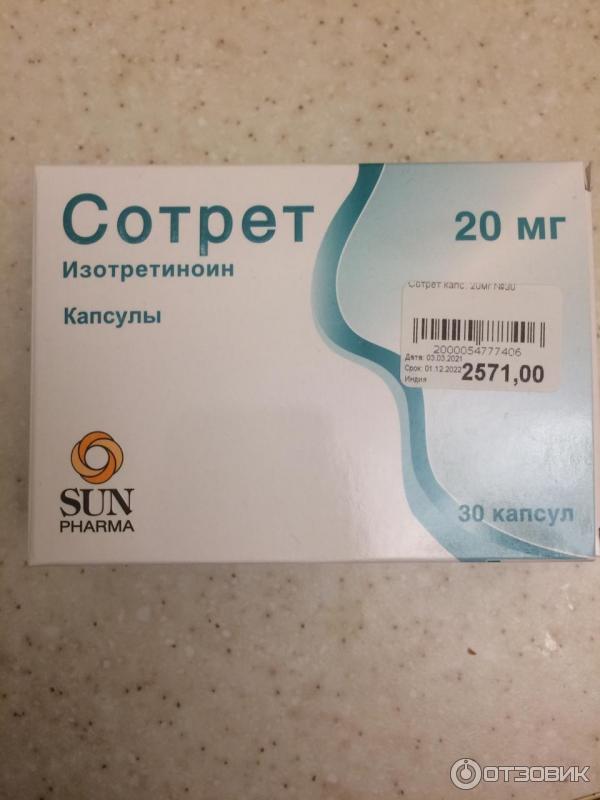 Сотрет
20 мг
Изотретиноин
Капсулы
Сотрет капс. 20мг №30
2000054777406
Дата: 03.03.2021
Срок: 01.12.2022
2571,00
Индия
SUN
PHARMA
30 капсул
ОТЗОВИК